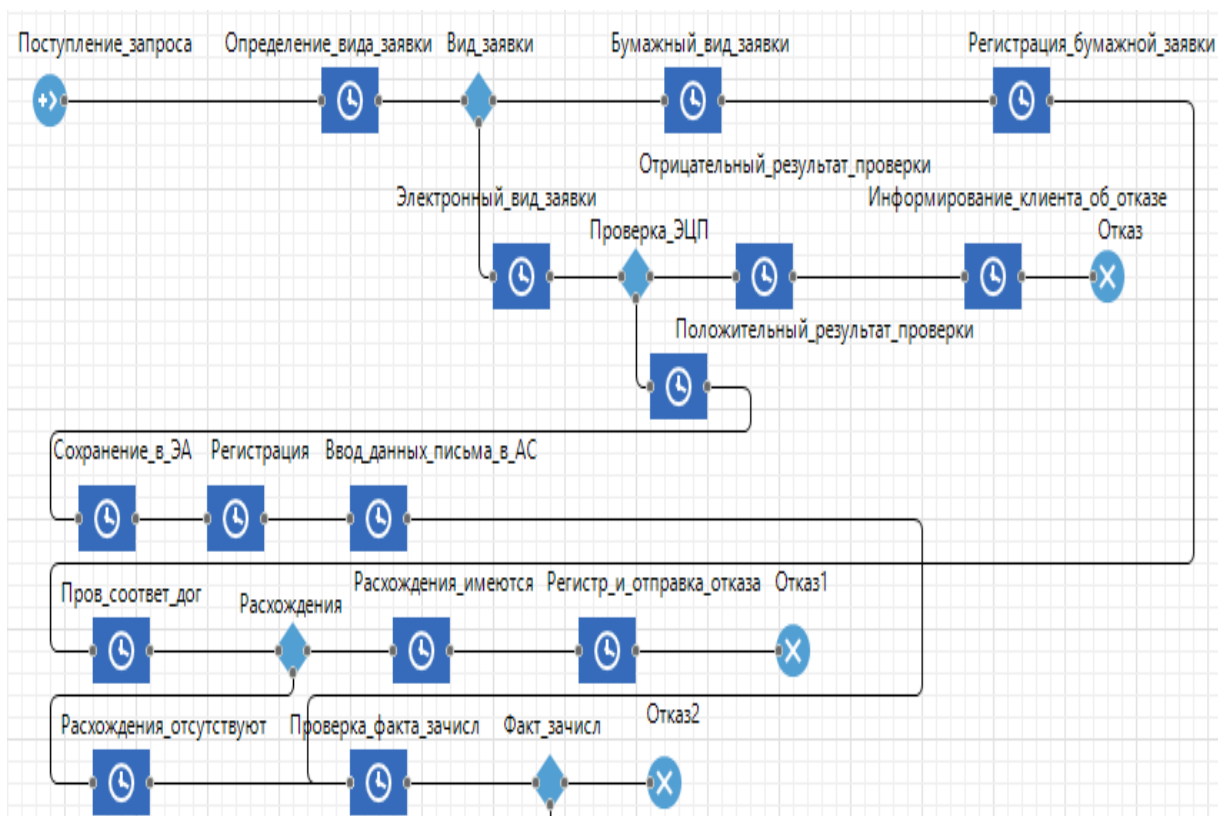 Поступление_запроса
Определение_вида_заявки
Вид_заявки
Бумажный_вид_заявки
Регистрация_бумажной_заявки
Отрицательный_результат_проверки
Электронный_вид_заявки
Информирование_клиента_об_отказе
Проверка_ЭЦП
Отказ
Положительный_результат_проверки
Сохранение_в_ЭА
Регистрация
Ввод_данных_письма_в_АС
Пров_соответ_дог
Расхождения
Расхождения_имеются
Регистр_и_отправка_отказа
Отказ1
Расхождения_отсутствуют
Проверка_факта_зачисл
Факт_зачисл
Отказ2